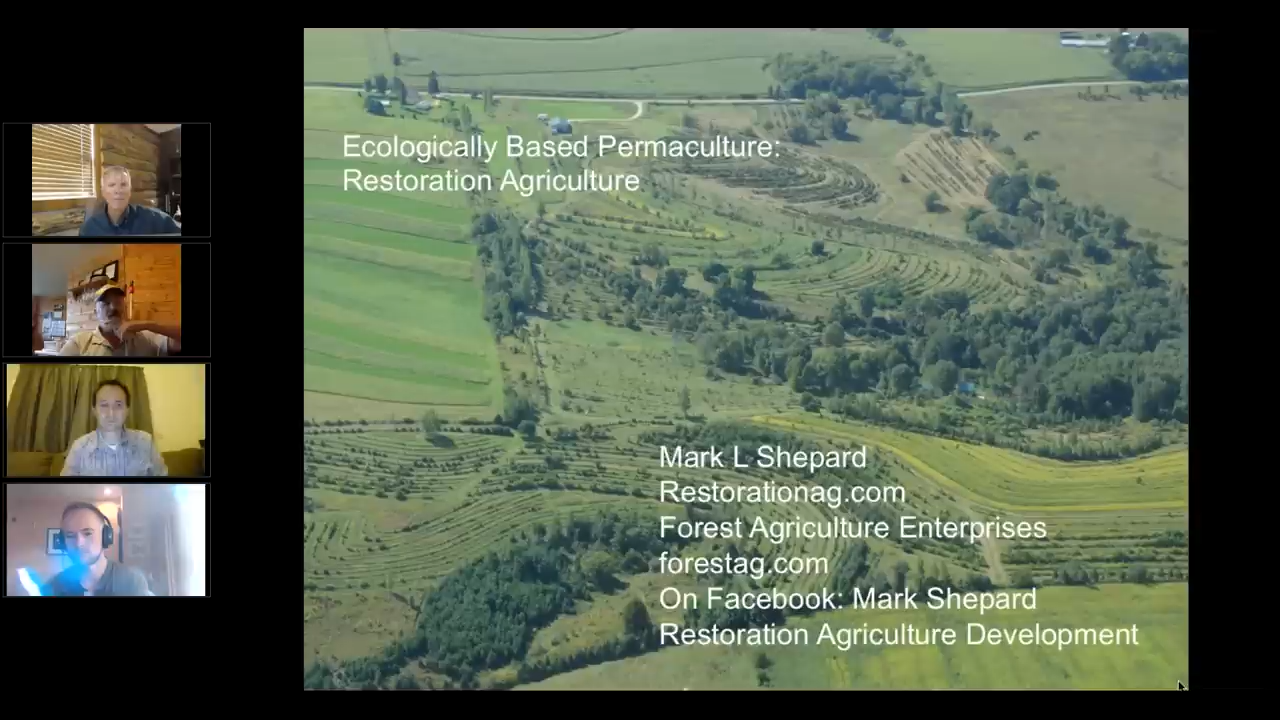 Ecologically Based Permaculture:
Restoration Agriculture
Mark L Shepard
Restorationag.com
Forest Agriculture Enterprises
forestag.com
On Facebook: Mark Shepard
Restoration Agriculture Development